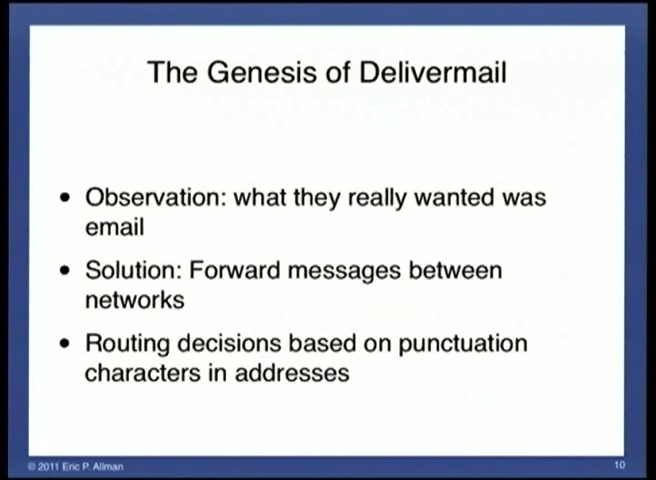 The Genesis of Delivermail
• Observation: what they really wanted was
email
• Solution: Forward messages between
networks
• Routing decisions based on punctuation
characters in addresses
© 2011 Eric P. Allman
10